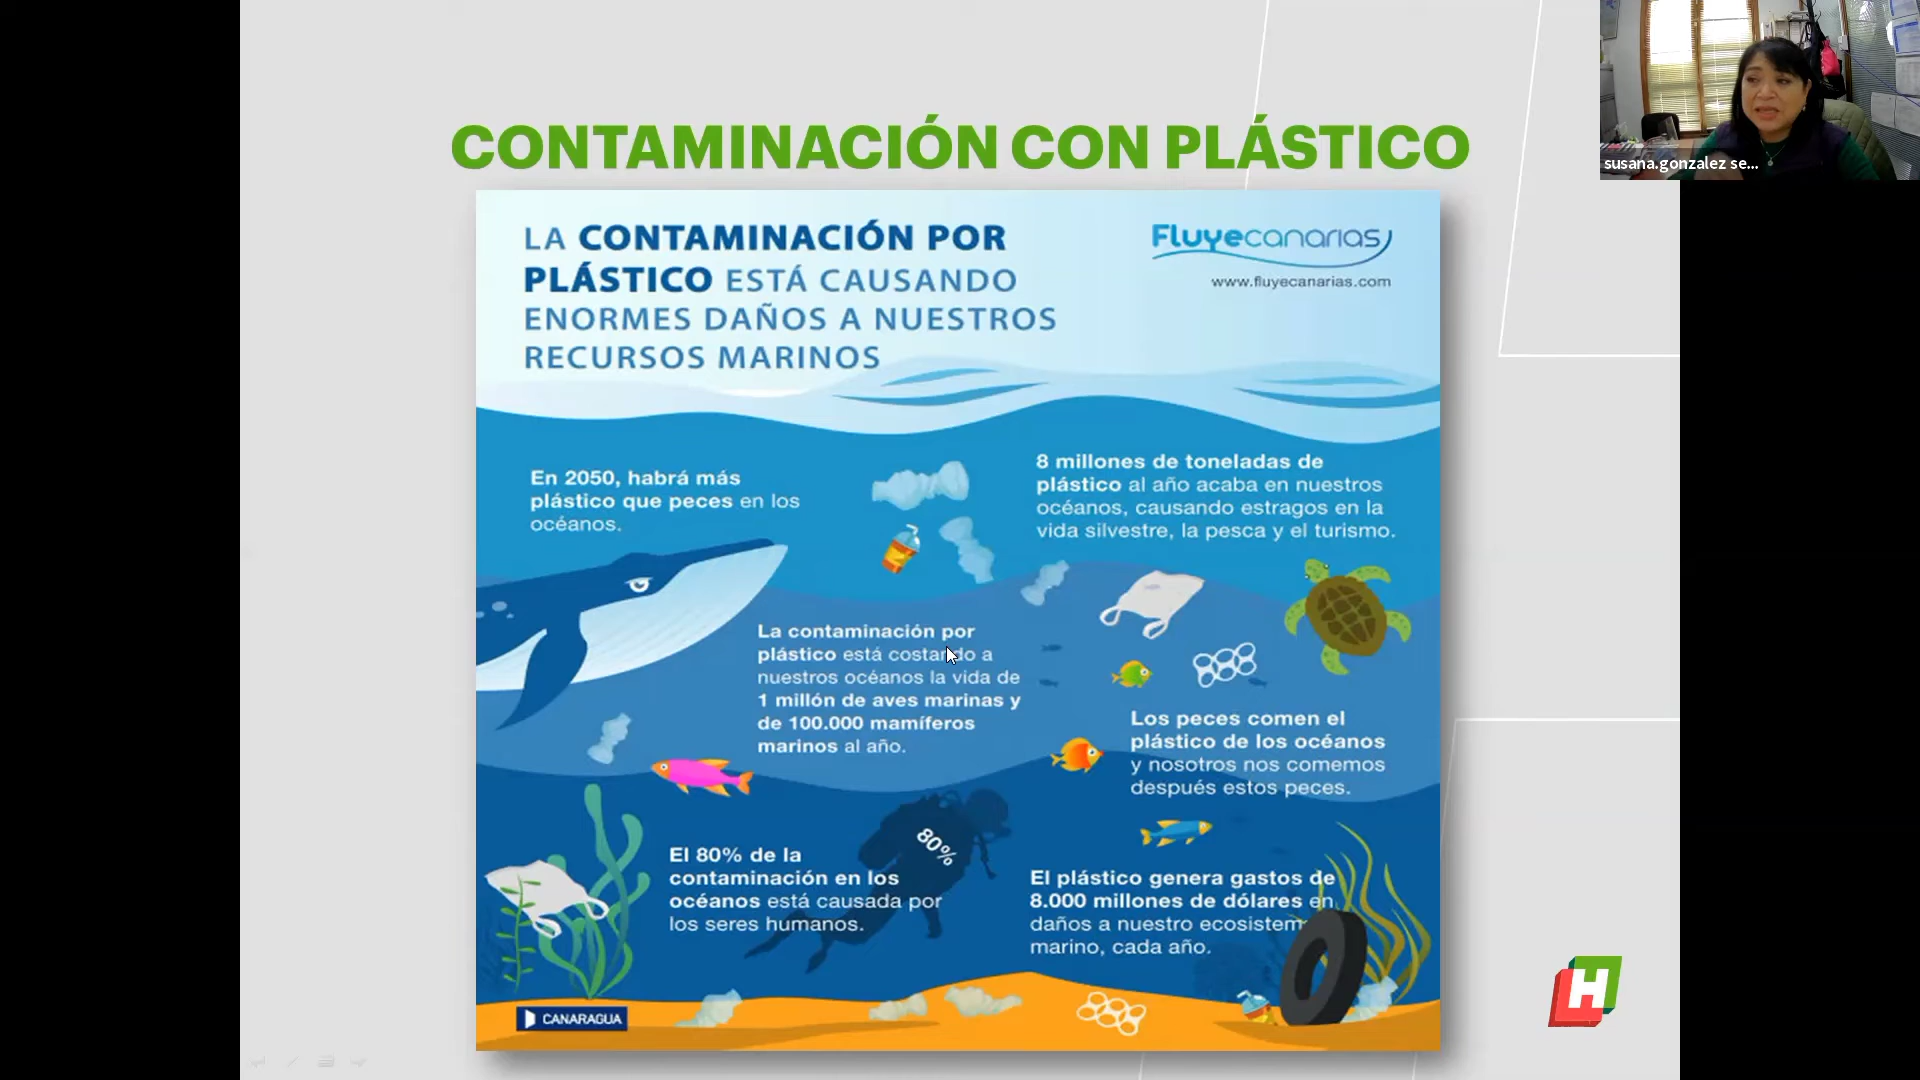 CONTAMINACIÓN CON PLÁSTICO
susana.gonzalez se...
LA CONTAMINACIÓN POR
PLÁSTICO ESTÁ CAUSANDO
ENORMES DAÑOS A NUESTROS
RECURSOS MARINOS
Fluyecanarias
www.fluyecanarias.com
En 2050, habrá más
plástico que peces en los
océanos.
8 millones de toneladas de
plástico al año acaba en nuestros
océanos, causando estragos en la
vida silvestre, la pesca y el turismo.
La contaminación por
plástico está costando a
nuestros océanos la vida de
1 millón de aves marinas y
de 100.000 mamíferos
marinos al año.
Los peces comen el
plástico de los océanos
y nosotros nos comemos
después estos peces.
80%
El 80% de la
contaminación en los
océanos está causada por
los seres humanos.
El plástico genera gastos de
8.000 millones de dólares en
daños a nuestro ecosistem
marino, cada año.
CANARAGUA
H